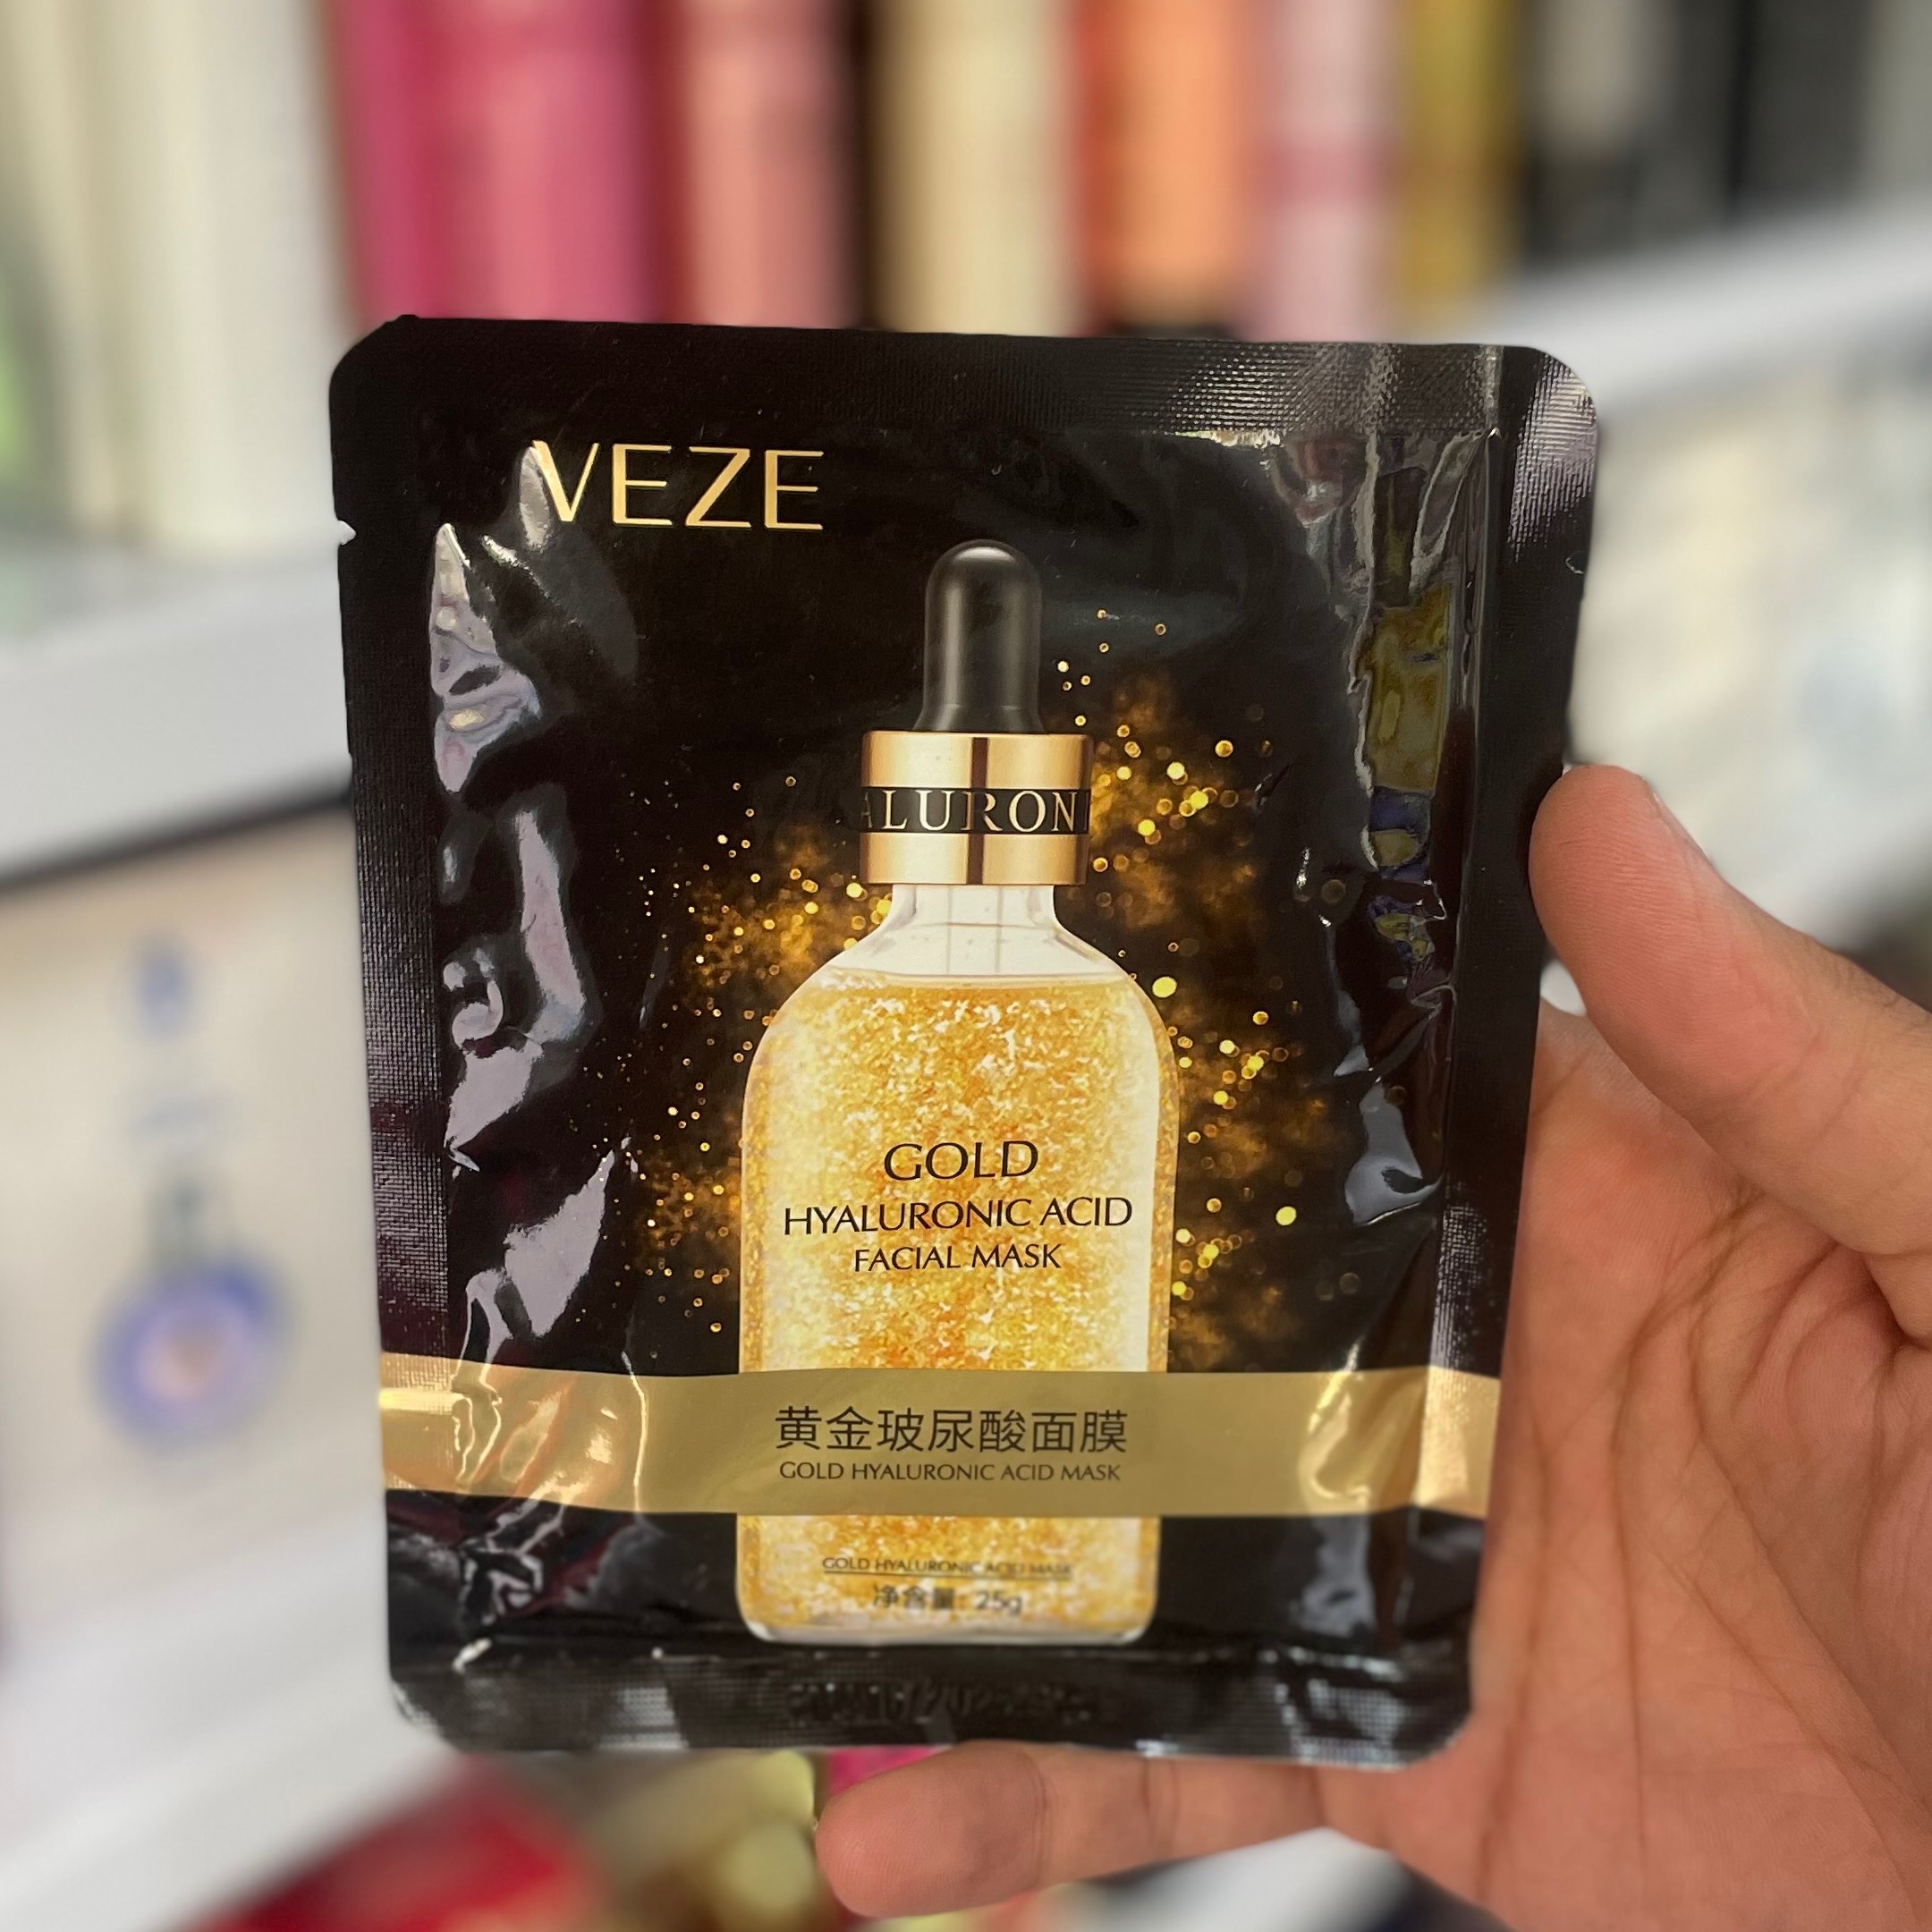 VEZE
ALURON
GOLD
HYALURONIC ACID
FACIAL MASK
黄金玻尿酸面膜
GOLD HYALURONIC ACID MASK
GOLD HYALURONIC ACID MASK
净含量: 25g